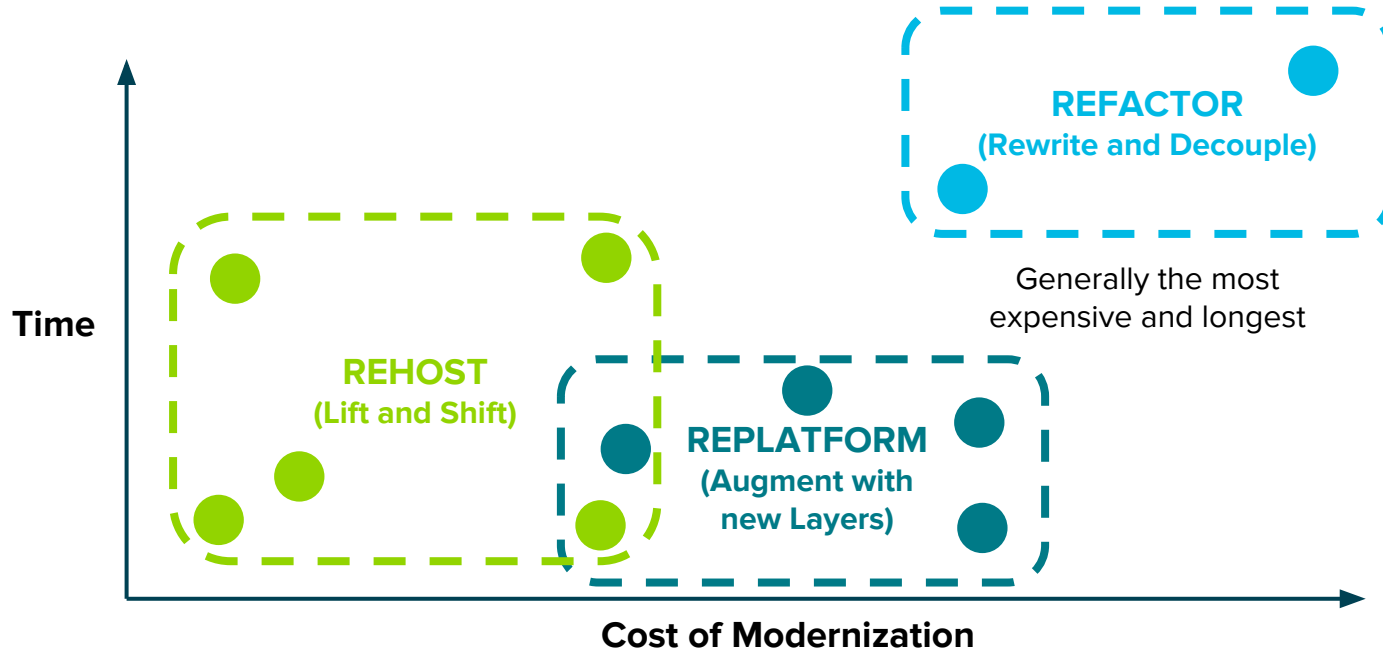 REFACTOR
(Rewrite and Decouple)
Generally the most
expensive and longest
Time
REHOST
(Lift and Shift)
REPLATFORM
(Augment with
new Layers)
Cost of Modernization